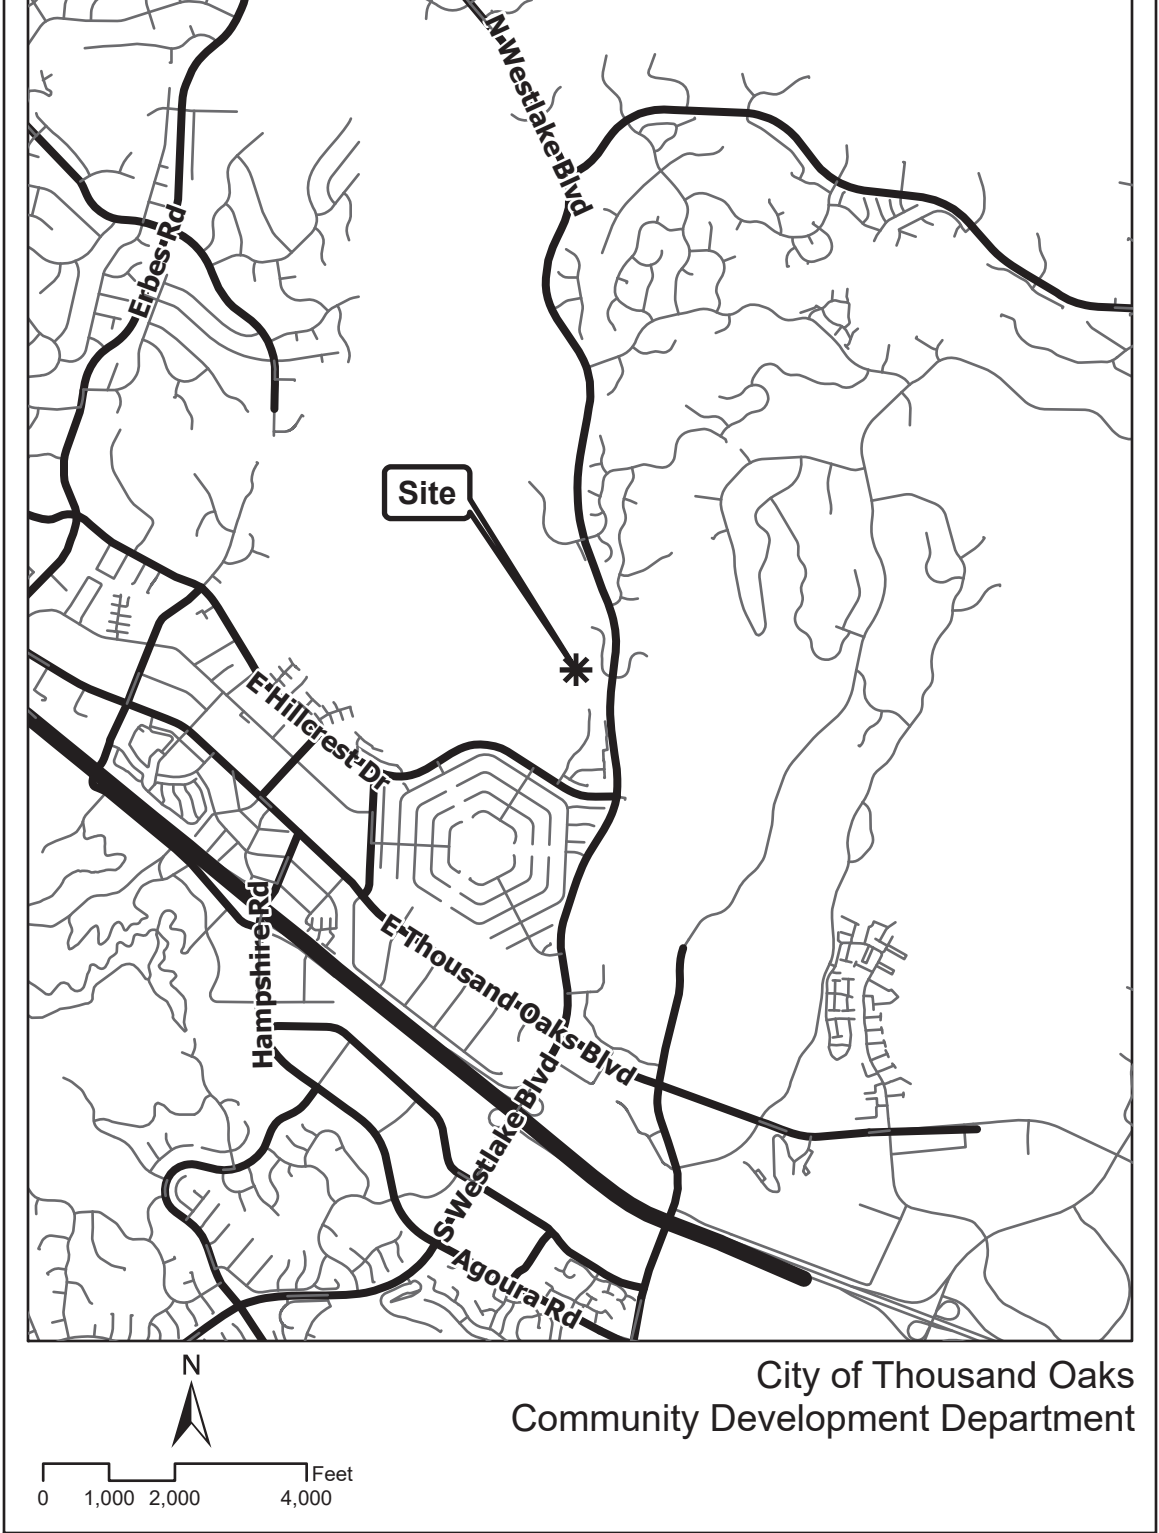 N Westlake Blvd
Erbes Rd
Site
E Hillcrest Dr
Hampshire Rd
E Thousand Oaks Blvd
S Westlake Blvd
Agoura Rd
City of Thousand Oaks
Community Development Department
N
Feet
0 1,000 2,000 4,000